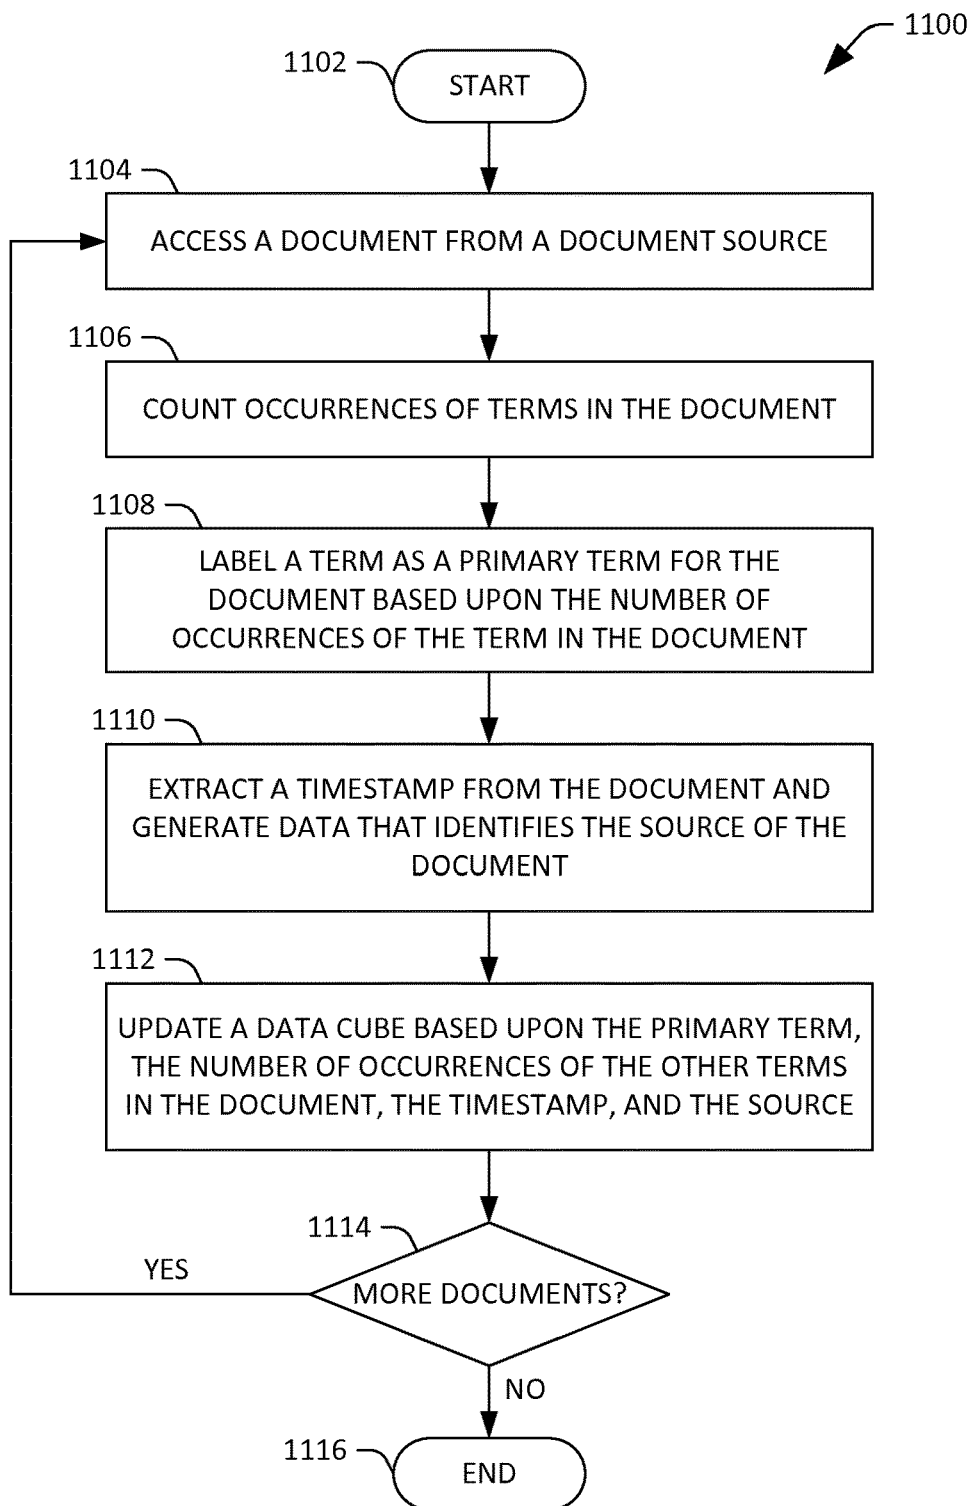 1100
1102
START
1104
ACCESS A DOCUMENT FROM A DOCUMENT SOURCE
1106
COUNT OCCURRENCES OF TERMS IN THE DOCUMENT
1108
LABEL A TERM AS A PRIMARY TERM FOR THE
DOCUMENT BASED UPON THE NUMBER OF
OCCURRENCES OF THE TERM IN THE DOCUMENT
1110
EXTRACT A TIMESTAMP FROM THE DOCUMENT AND
GENERATE DATA THAT IDENTIFIES THE SOURCE OF THE
DOCUMENT
1112
UPDATE A DATA CUBE BASED UPON THE PRIMARY TERM,
THE NUMBER OF OCCURRENCES OF THE OTHER TERMS
IN THE DOCUMENT, THE TIMESTAMP, AND THE SOURCE
1114
YES
MORE DOCUMENTS?
NO
1116
END